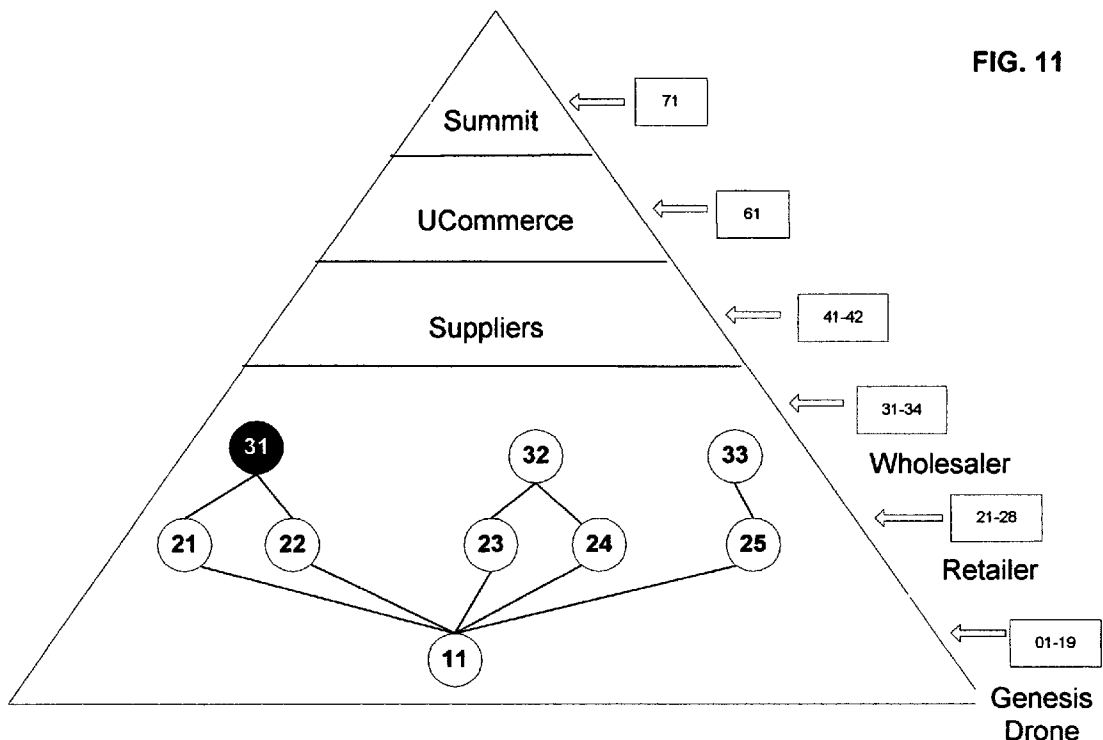 FIG. 11
71
Summit
61
UCommerce
41-42
Suppliers
31-34
31
32
33
Wholesaler
21-28
21
22
23
24
25
Retailer
01-19
11
Genesis
Drone